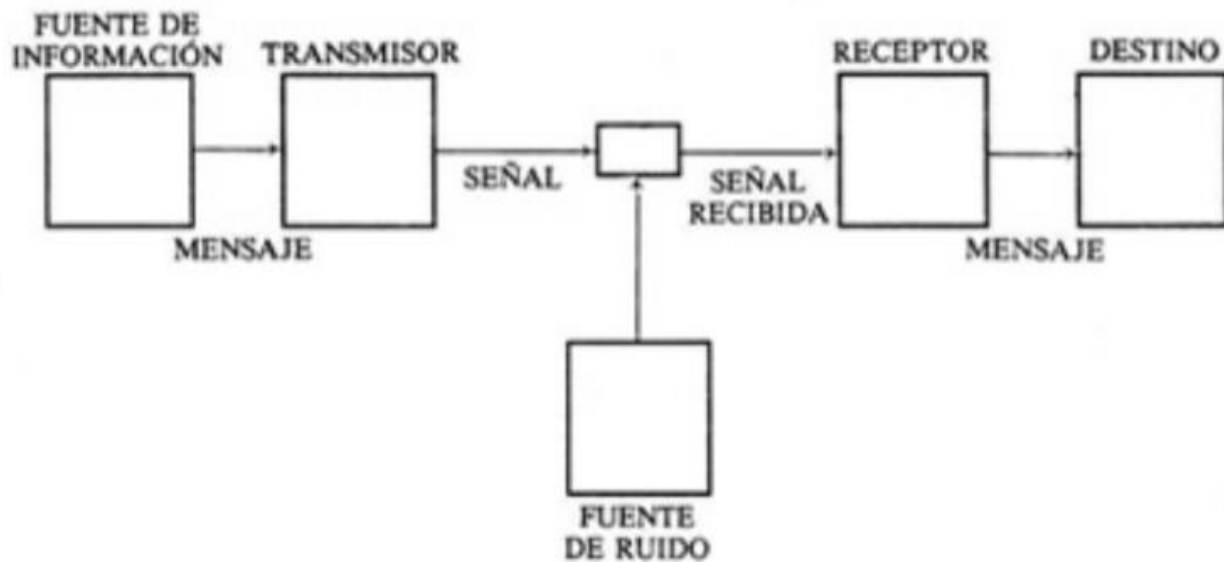 FUENTE DE
INFORMACIÓN
TRANSMISOR
RECEPTOR
DESTINO
SEÑAL
SEÑAL
RECIBIDA
MENSAJE
MENSAJE
FUENTE
DE RUIDO